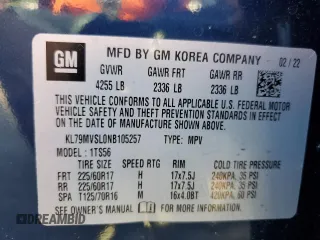 GM
MFD BY GM KOREA COMPANY 02/22
GVWR GAWR FRT GAWR RR
4255 LB 2336 LB 2336 LB
THIS VEHICLE CONFORMS TO ALL APPLICABLE U.S. FEDERAL MOTOR
VEHICLE SAFETY, BUMPER, AND THEFT PREVENTION STANDARDS IN
EFFECT ON THE DATE OF MANUFACTURE SHOWN ABOVE.
KL79MVSL0NB105257 TYPE: MPV
MODEL: 1TS56
TIRE SIZE SPEED RTG RIM COLD TIRE PRESSURE
FRT 225/60R17 H 17x7.5J 240KPA, 35 PSI
RR 225/60R17 H 17x7.5J 240KPA, 35 PSI
SPA T125/70R16 M 16x4.0BT 420KPA, 60 PSI
SEE OWNER'S MANUAL FOR ADDITIONAL INFORMATION.
DREAMBID